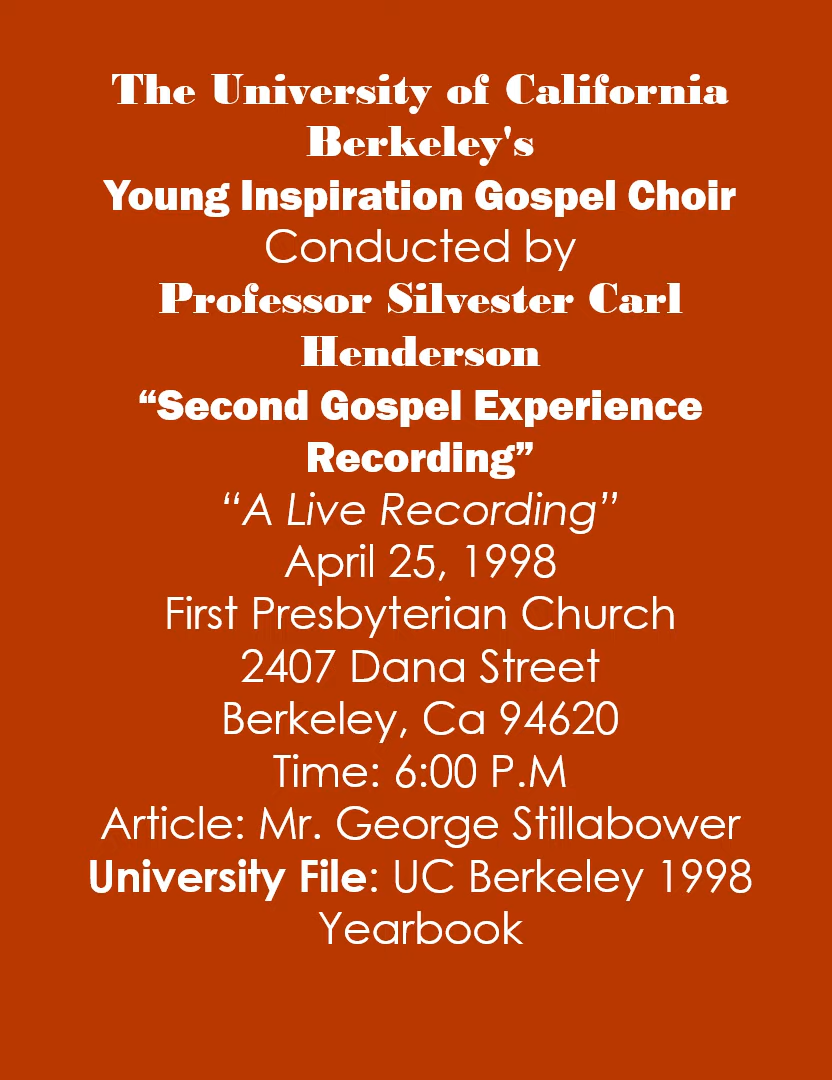 The University of California
Berkeley's
Young Inspiration Gospel Choir
Conducted by
Professor Silvester Carl
Henderson
“Second Gospel Experience
Recording”
“A Live Recording”
April 25, 1998
First Presbyterian Church
2407 Dana Street
Berkeley, Ca 94620
Time: 6:00 P.M
Article: Mr. George Stillabower
University File: UC Berkeley 1998
Yearbook